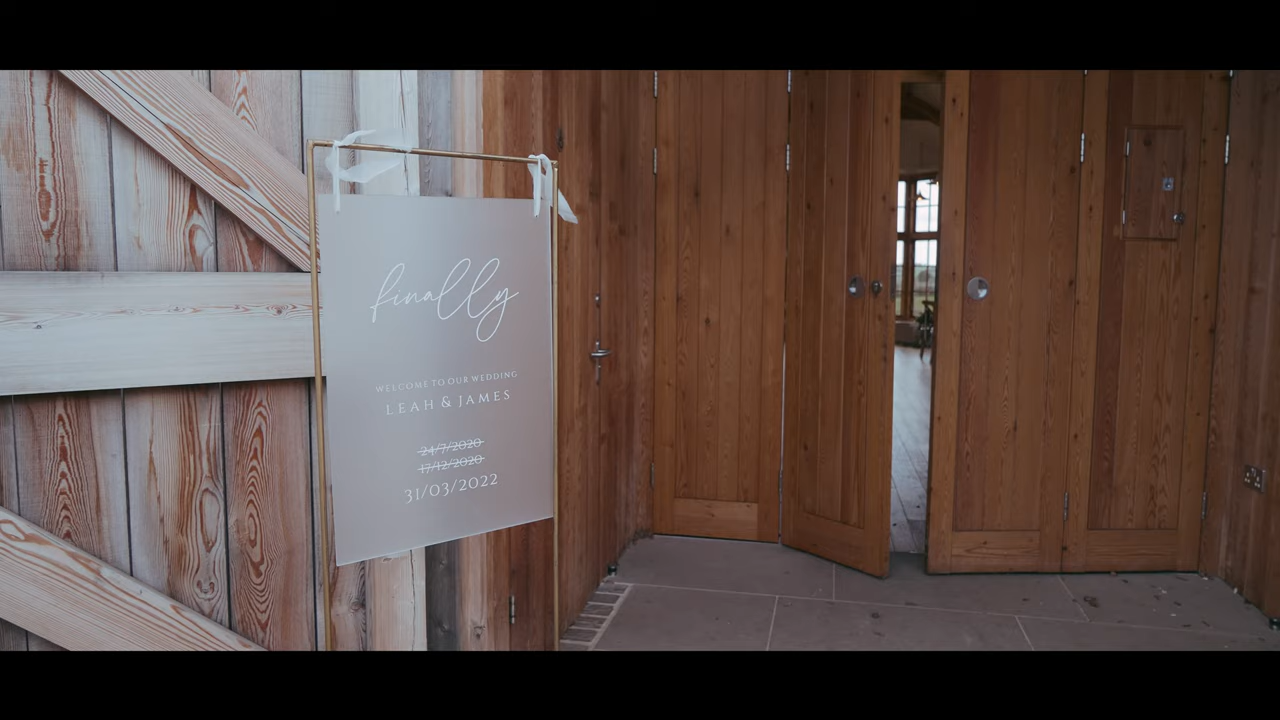 finally
WELCOME TO OUR WEDDING
LEAH & JAMES
24/7/2020
17/12/2020
31/03/2022